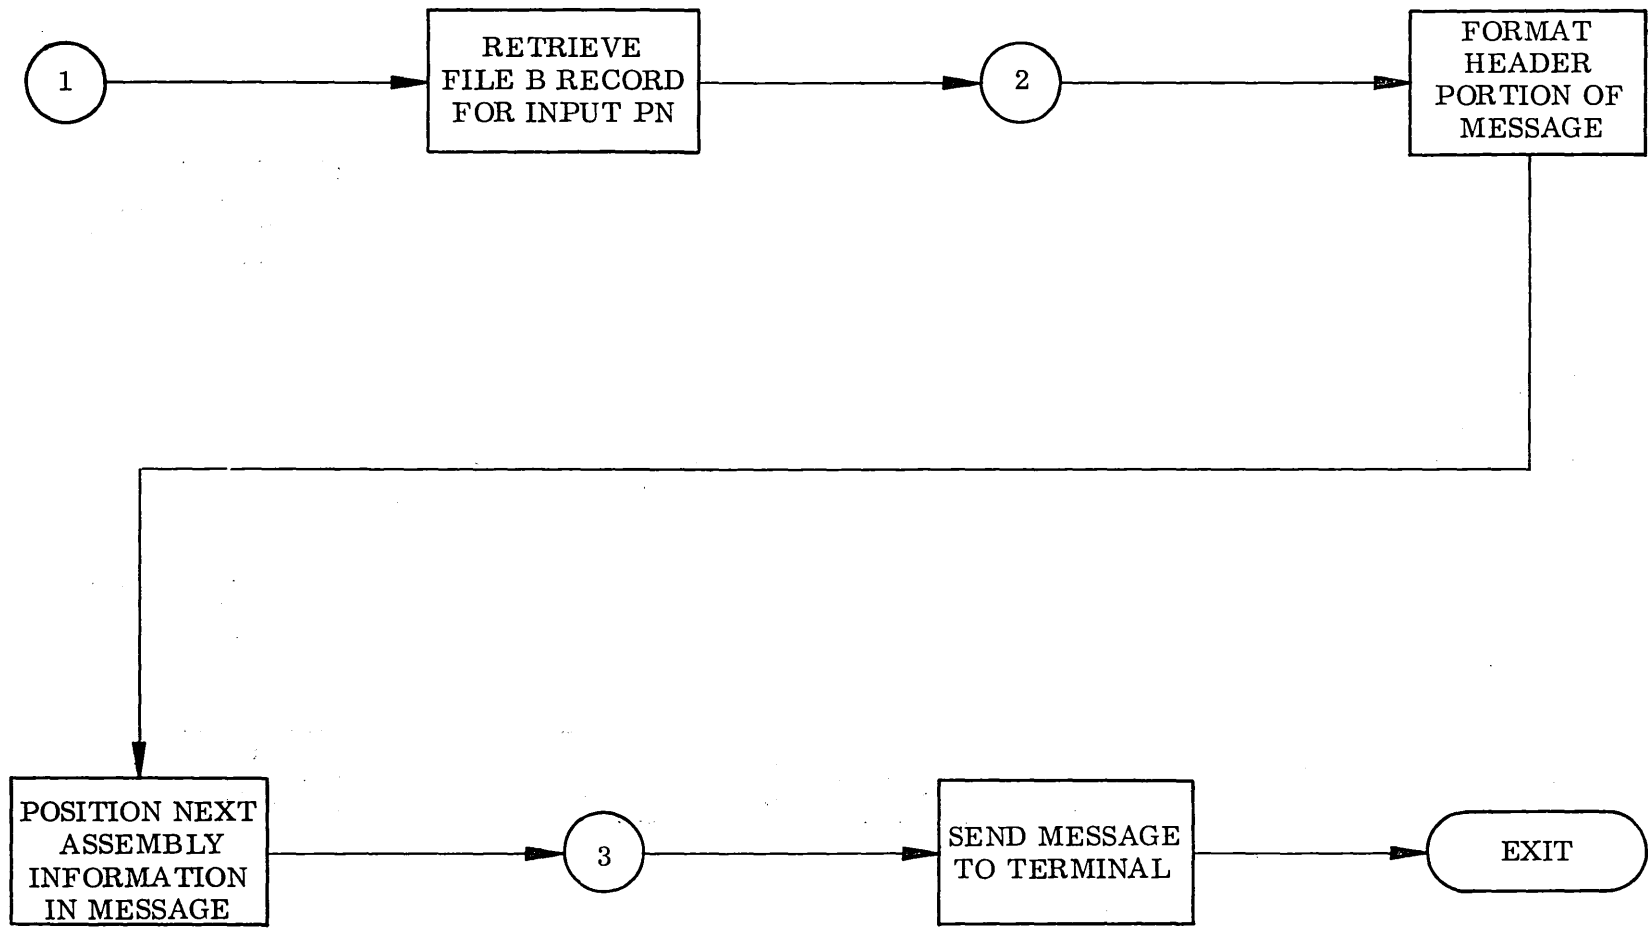 1
RETRIEVE
FILE B RECORD
FOR INPUT PN
2
FORMAT
HEADER
PORTION OF
MESSAGE
POSITION NEXT
ASSEMBLY
INFORMATION
IN MESSAGE
3
SEND MESSAGE
TO TERMINAL
EXIT